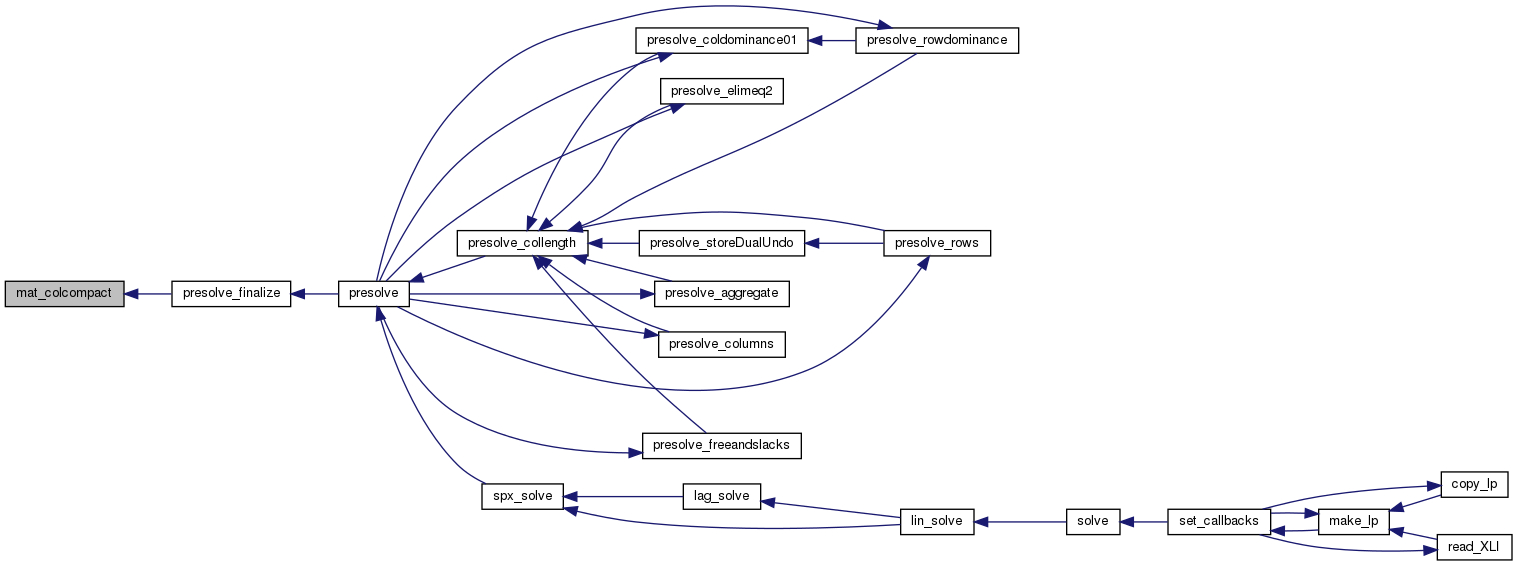 presolve_coldominance01
presolve_rowdominance
presolve_elimeq2
presolve_collength
presolve_storeDualUndo
presolve_rows
mat_colcompact
presolve_finalize
presolve
presolve_aggregate
presolve_columns
presolve_freeandslacks
spx_solve
lag_solve
lin_solve
solve
set_callbacks
make_lp
copy_lp
read_XLI